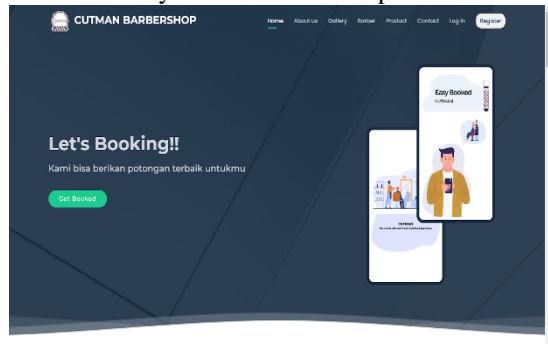 CUTMAN BARBERSHOP
Home About us Gallery Barber Product Contact Log in Register
Easy Booked
CUTMAN
Let's Booking!!
Kami bisa berikan potongan terbaik untukmu
Get Booked
CUTMAN